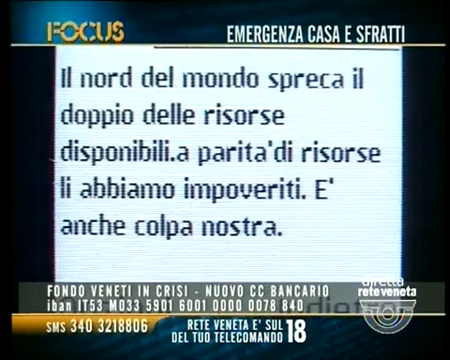 FOCUS
EMERGENZA CASA E SFRATTI
Il nord del mondo spreca il
doppio delle risorse
disponibili.a parita'di risorse
li abbiamo impoveriti. E'
anche colpa nostra.
FONDO VENETI IN CRISI - NUOVO CC BANCARIO
iban IT53 M033 5901 6001 0000 0078 840
diretta
reteveneta
SMS 340 3218806
RETE VENETA E' SUL
DEL TUO TELECOMANDO 18